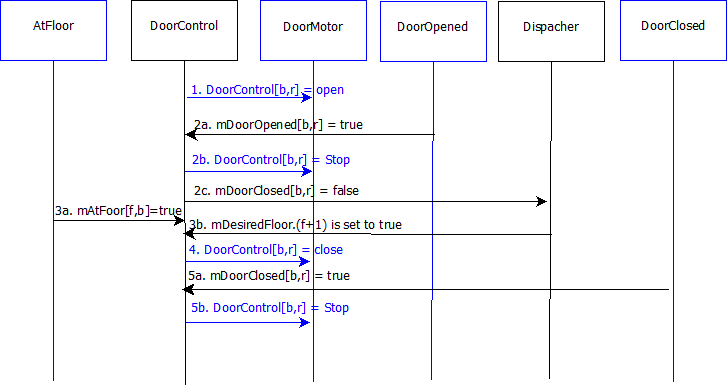 AtFloor
DoorControl
DoorMotor
DoorOpened
Dispacher
DoorClosed
1. DoorControl[b,r] = open
2a. mDoorOpened[b,r] = true
2b. DoorControl[b,r] = Stop
2c. mDoorClosed[b,r] = false
3a. mAtFoor[f,b]=true
3b. mDesiredFloor.(f+1) is set to true
4. DoorControl[b,r] = close
5a. mDoorClosed[b,r] = true
5b. DoorControl[b,r] = Stop